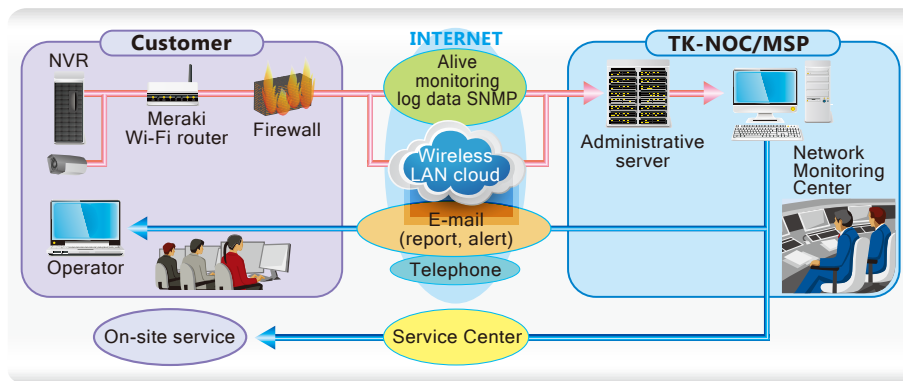 Customer
INTERNET
TK-NOC/MSP
NVR
Meraki
Wi-Fi router
Firewall
Alive
monitoring
log data SNMP
Wireless
LAN cloud
Administrative
server
Network
Monitoring
Center
Operator
E-mail
(report, alert)
Telephone
On-site service
Service Center